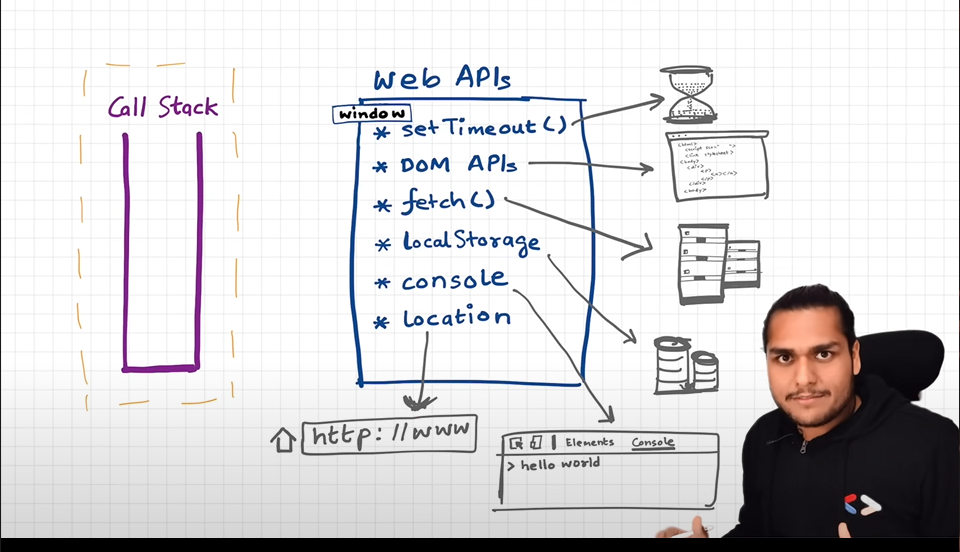 Call Stack
Web APIs
window
* setTimeout()
* DOM APIs
* fetch()
* localStorage
* console
* location
http://www
Elements Console
> hello world